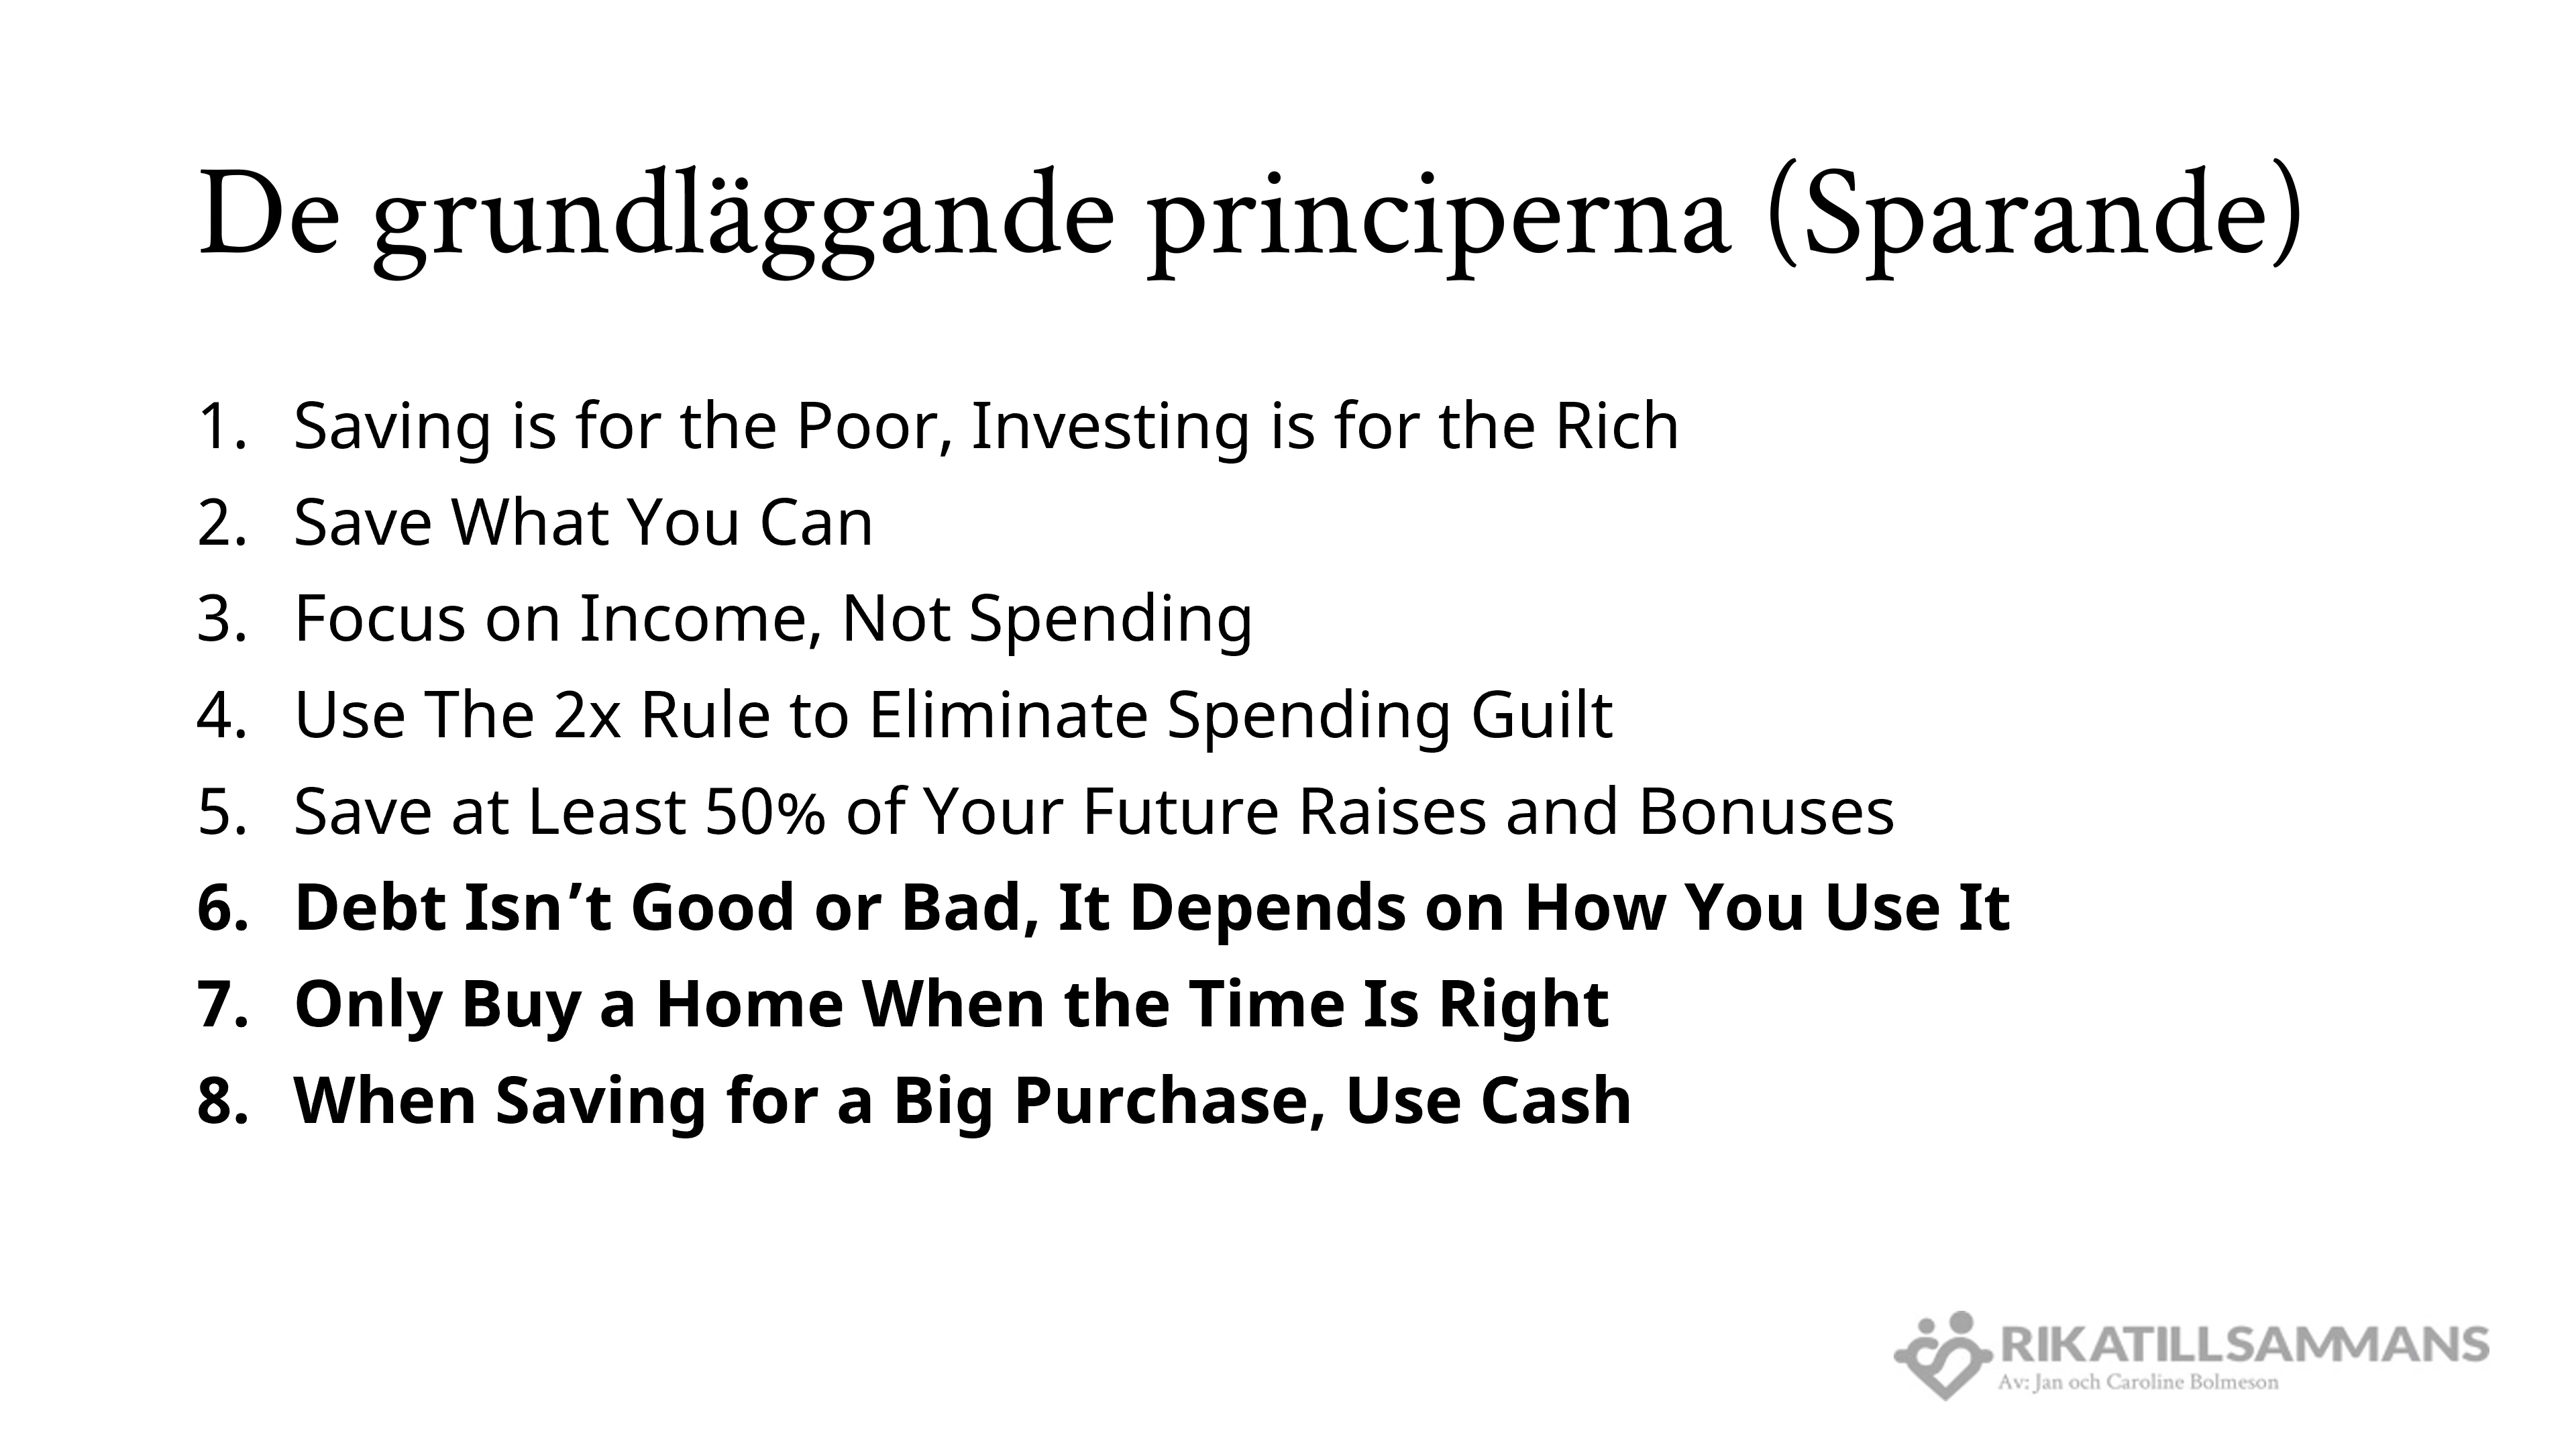 De grundläggande principerna (Sparande)
1. Saving is for the Poor, Investing is for the Rich
2. Save What You Can
3. Focus on Income, Not Spending
4. Use The 2x Rule to Eliminate Spending Guilt
5. Save at Least 50% of Your Future Raises and Bonuses
6. Debt Isn’t Good or Bad, It Depends on How You Use It
7. Only Buy a Home When the Time Is Right
8. When Saving for a Big Purchase, Use Cash
RIKATILLSAMMANS
Av: Jan och Caroline Bolmeson